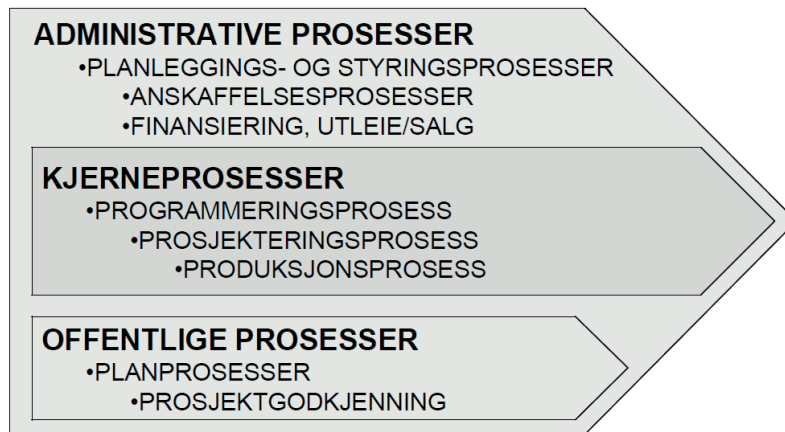 ADMINISTRATIVE PROSESSER
•PLANLEGGINGS- OG STYRINGSPROSESSER
•ANSKAFFELSESPROSESSER
•FINANSIERING, UTLEIE/SALG
KJERNEPROSESSER
•PROGRAMMERINGSPROSESS
•PROSJEKTERINGSPROSESS
•PRODUKSJONSPROSESS
OFFENTLIGE PROSESSER
•PLANPROSESSER
•PROSJEKTGODKJENNING